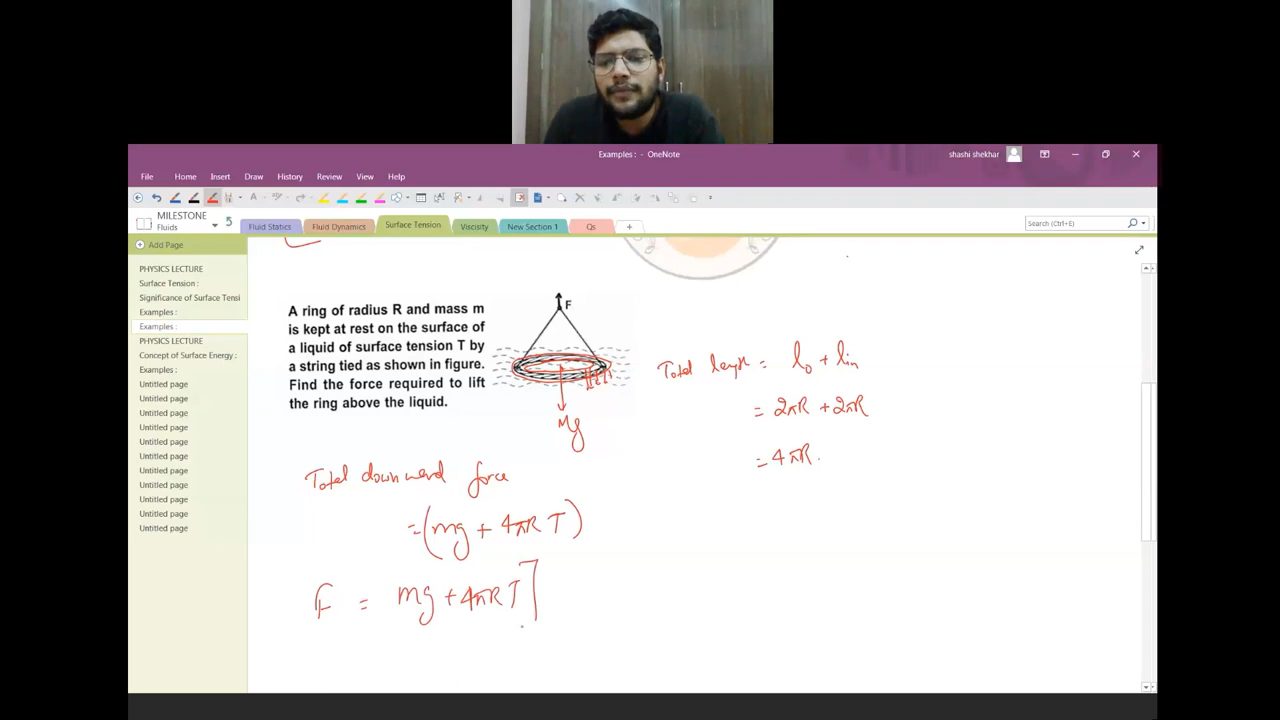 Examples : - OneNote
shashi shekhar
File Home Insert Draw History Review View Help
MILESTONE
Fluids
Fluid Statics
Fluid Dynamics
Surface Tension
Viscicity
New Section 1
Qs
+
Search (Ctrl+E)
Add Page
PHYSICS LECTURE
Surface Tension :
Significance of Surface Tensi
Examples :
Examples :
PHYSICS LECTURE
Concept of Surface Energy :
Examples :
Untitled page
Untitled page
Untitled page
Untitled page
Untitled page
Untitled page
Untitled page
Untitled page
Untitled page
Untitled page
Untitled page
A ring of radius R and mass m
is kept at rest on the surface of
a liquid of surface tension T by
a string tied as shown in figure.
Find the force required to lift
the ring above the liquid.
F
Mg
Total length = l₀ + lin
= 2πR + 2πR
= 4πR.
Total downward force
= (mg + 4πR T)
F = mg + 4πR T